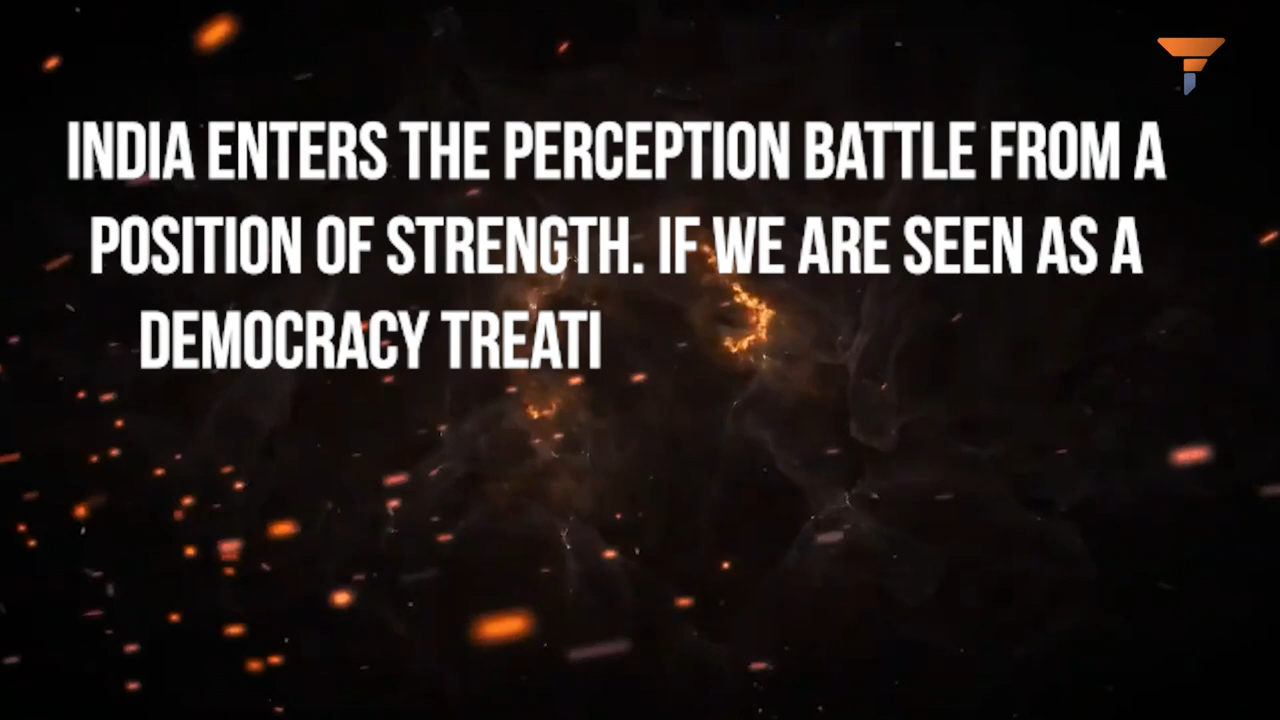 INDIA ENTERS THE PERCEPTION BATTLE FROM A
POSITION OF STRENGTH. IF WE ARE SEEN AS A
DEMOCRACY TREATI